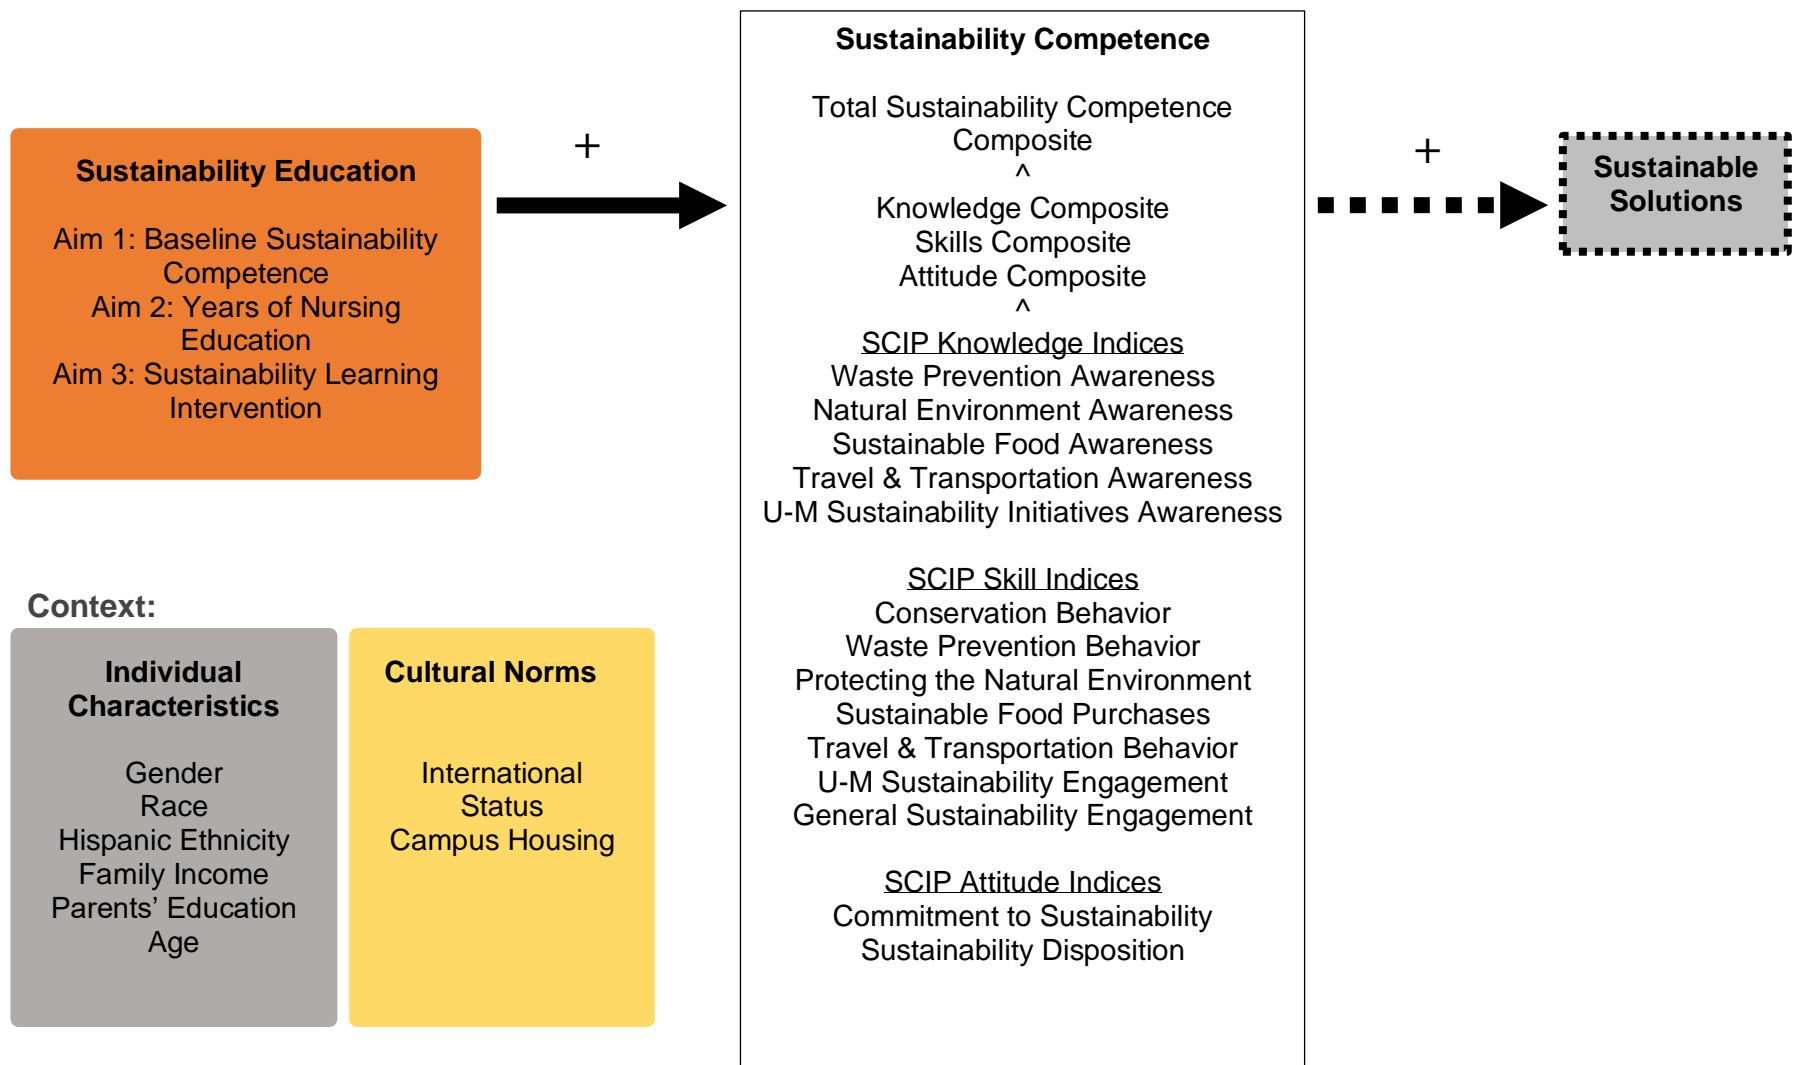 Sustainability Education
Aim 1: Baseline Sustainability
Competence
Aim 2: Years of Nursing
Education
Aim 3: Sustainability Learning
Intervention
+
Sustainability Competence
Total Sustainability Competence
Composite
^
Knowledge Composite
Skills Composite
Attitude Composite
^
SCIP Knowledge Indices
Waste Prevention Awareness
Natural Environment Awareness
Sustainable Food Awareness
Travel & Transportation Awareness
U-M Sustainability Initiatives Awareness
SCIP Skill Indices
Conservation Behavior
Waste Prevention Behavior
Protecting the Natural Environment
Sustainable Food Purchases
Travel & Transportation Behavior
U-M Sustainability Engagement
General Sustainability Engagement
SCIP Attitude Indices
Commitment to Sustainability
Sustainability Disposition
+
Sustainable
Solutions
Context:
Individual
Characteristics
Gender
Race
Hispanic Ethnicity
Family Income
Parents’ Education
Age
Cultural Norms
International
Status
Campus Housing